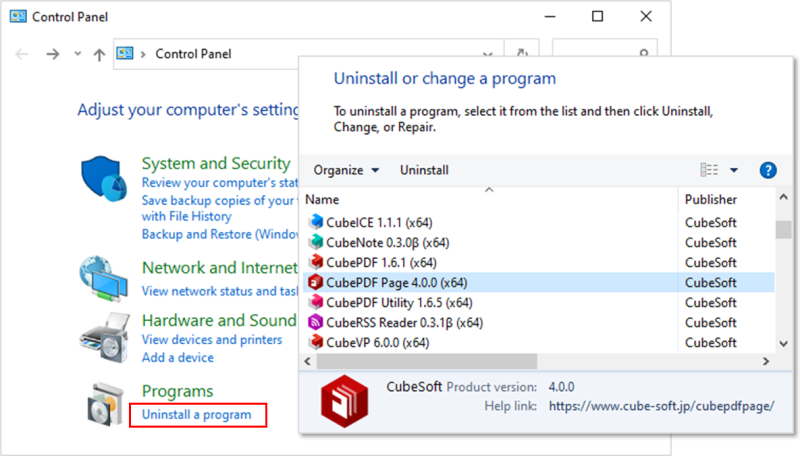 Control Panel
Control Panel
Adjust your computer's setting
System and Security
Review your computer's stat
Save backup copies of your
with File History
Backup and Restore (Window
Network and Internet
View network status and task
Hardware and Sound
View devices and printers
Add a device
Programs
Uninstall a program
Uninstall or change a program
To uninstall a program, select it from the list and then click Uninstall,
Change, or Repair.
Organize Uninstall
Name Publisher
CubeICE 1.1.1 (x64) CubeSoft
CubeNote 0.3.0β (x64) CubeSoft
CubePDF 1.6.1 (x64) CubeSoft
CubePDF Page 4.0.0 (x64) CubeSoft
CubePDF Utility 1.6.5 (x64) CubeSoft
CubeRSS Reader 0.3.1β (x64) CubeSoft
CubeVP 6.0.0 (x64) CubeSoft
CubeSoft Product version: 4.0.0
Help link: https://www.cube-soft.jp/cubepdfpage/